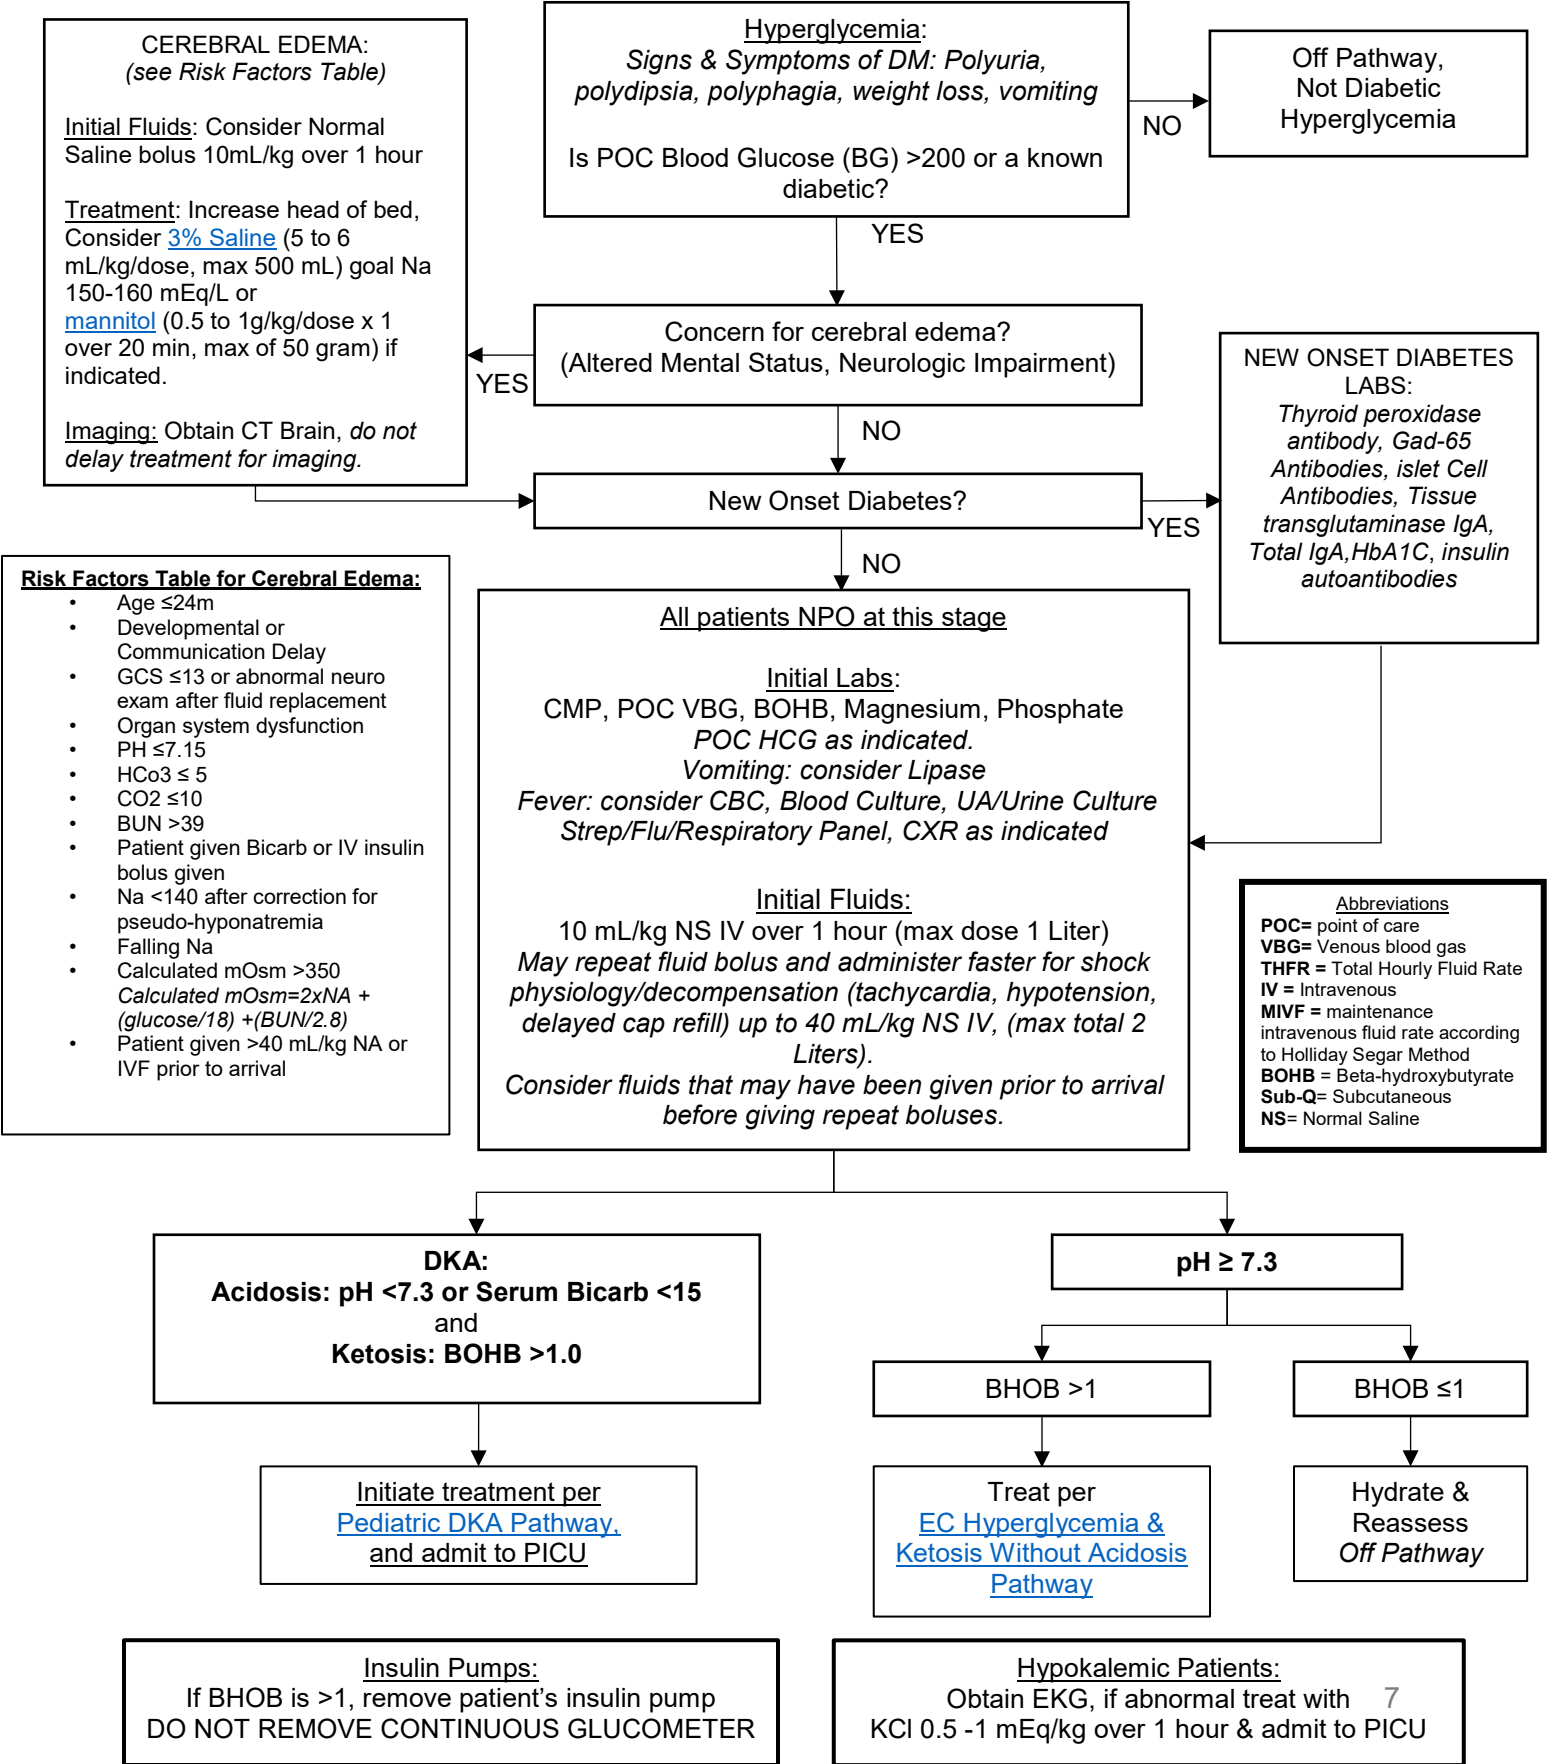 CEREBRAL EDEMA:
(see Risk Factors Table)
Initial Fluids: Consider Normal
Saline bolus 10mL/kg over 1 hour
Treatment: Increase head of bed,
Consider 3% Saline (5 to 6
mL/kg/dose, max 500 mL) goal Na
150-160 mEq/L or
mannitol (0.5 to 1g/kg/dose x 1
over 20 min, max of 50 gram) if
indicated.
Imaging: Obtain CT Brain, do not
delay treatment for imaging.
Hyperglycemia:
Signs & Symptoms of DM: Polyuria,
polydipsia, polyphagia, weight loss, vomiting
Is POC Blood Glucose (BG) >200 or a known
diabetic?
NO
Off Pathway,
Not Diabetic
Hyperglycemia
YES
Concern for cerebral edema?
(Altered Mental Status, Neurologic Impairment)
YES
NO
New Onset Diabetes?
YES
NO
NEW ONSET DIABETES
LABS:
Thyroid peroxidase
antibody, Gad-65
Antibodies, islet Cell
Antibodies, Tissue
transglutaminase IgA,
Total IgA,HbA1C, insulin
autoantibodies
Risk Factors Table for Cerebral Edema:
• Age ≤24m
• Developmental or
Communication Delay
• GCS ≤13 or abnormal neuro
exam after fluid replacement
• Organ system dysfunction
• PH ≤7.15
• HCo3 ≤ 5
• CO2 ≤10
• BUN >39
• Patient given Bicarb or IV insulin
bolus given
• Na <140 after correction for
pseudo-hyponatremia
• Falling Na
• Calculated mOsm >350
Calculated mOsm=2xNA +
(glucose/18) +(BUN/2.8)
• Patient given >40 mL/kg NA or
IVF prior to arrival
All patients NPO at this stage
Initial Labs:
CMP, POC VBG, BOHB, Magnesium, Phosphate
POC HCG as indicated.
Vomiting: consider Lipase
Fever: consider CBC, Blood Culture, UA/Urine Culture
Strep/Flu/Respiratory Panel, CXR as indicated
Initial Fluids:
10 mL/kg NS IV over 1 hour (max dose 1 Liter)
May repeat fluid bolus and administer faster for shock
physiology/decompensation (tachycardia, hypotension,
delayed cap refill) up to 40 mL/kg NS IV, (max total 2
Liters).
Consider fluids that may have been given prior to arrival
before giving repeat boluses.
Abbreviations
POC= point of care
VBG= Venous blood gas
THFR = Total Hourly Fluid Rate
IV = Intravenous
MIVF = maintenance
intravenous fluid rate according
to Holliday Segar Method
BOHB = Beta-hydroxybutyrate
Sub-Q= Subcutaneous
NS= Normal Saline
DKA:
Acidosis: pH <7.3 or Serum Bicarb <15
and
Ketosis: BOHB >1.0
pH ≥ 7.3
BHOB >1
BHOB ≤1
Initiate treatment per
Pediatric DKA Pathway,
and admit to PICU
Treat per
EC Hyperglycemia &
Ketosis Without Acidosis
Pathway
Hydrate &
Reassess
Off Pathway
Insulin Pumps:
If BHOB is >1, remove patient's insulin pump
DO NOT REMOVE CONTINUOUS GLUCOMETER
Hypokalemic Patients:
Obtain EKG, if abnormal treat with
KCl 0.5 -1 mEq/kg over 1 hour & admit to PICU
7